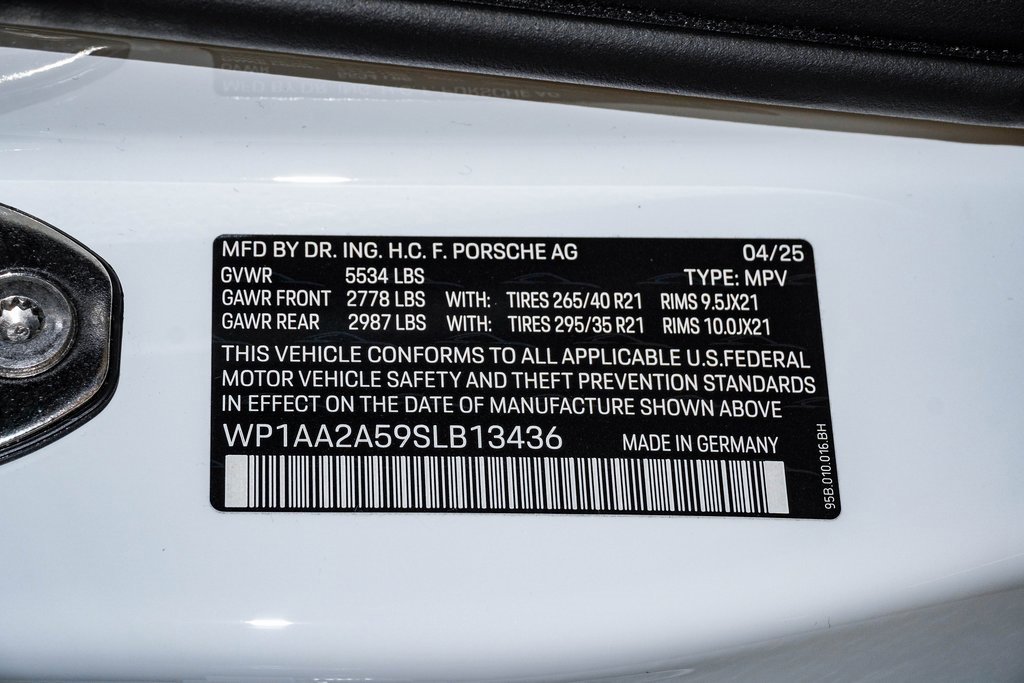 MFD BY DR. ING. H.C. F. PORSCHE AG 04/25
GVWR 5534 LBS TYPE: MPV
GAWR FRONT 2778 LBS WITH: TIRES 265/40 R21 RIMS 9.5JX21
GAWR REAR 2987 LBS WITH: TIRES 295/35 R21 RIMS 10.0JX21
THIS VEHICLE CONFORMS TO ALL APPLICABLE U.S.FEDERAL
MOTOR VEHICLE SAFETY AND THEFT PREVENTION STANDARDS
IN EFFECT ON THE DATE OF MANUFACTURE SHOWN ABOVE
WP1AA2A59SLB13436 MADE IN GERMANY
95B.010.016.BH